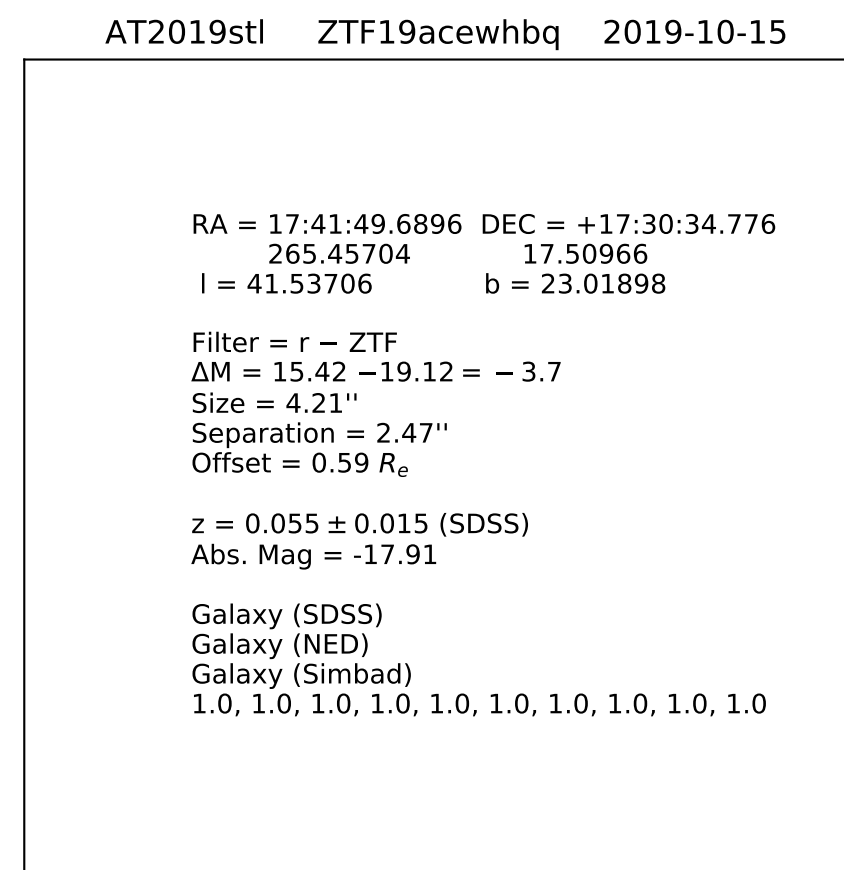 AT2019stl ZTF19acewhbq 2019-10-15
RA = 17:41:49.6896 DEC = +17:30:34.776
265.45704 17.50966
l = 41.53706 b = 23.01898
Filter = r − ZTF
ΔM = 15.42 −19.12 = − 3.7
Size = 4.21''
Separation = 2.47''
Offset = 0.59 Re
z = 0.055 ± 0.015 (SDSS)
Abs. Mag = -17.91
Galaxy (SDSS)
Galaxy (NED)
Galaxy (Simbad)
1.0, 1.0, 1.0, 1.0, 1.0, 1.0, 1.0, 1.0, 1.0, 1.0